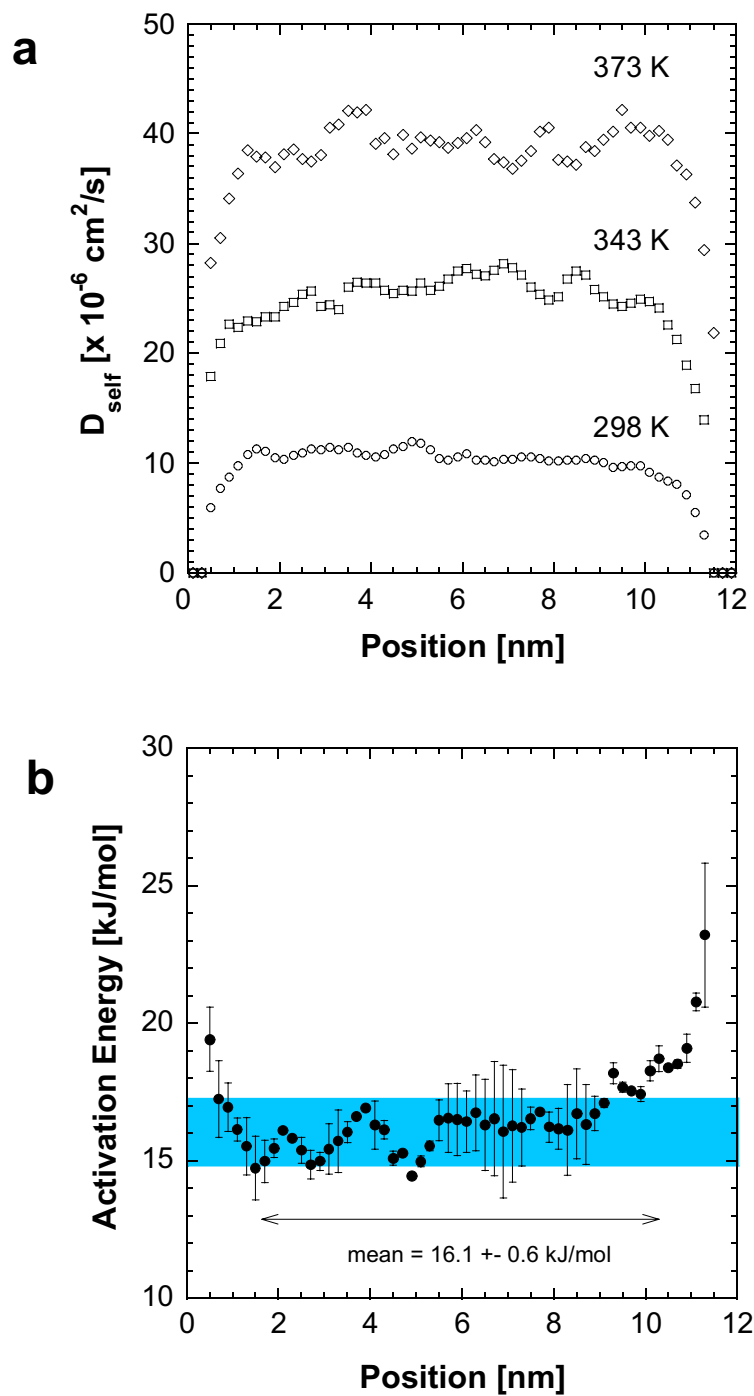 a
50
40
30
20
10
0
D_self [x 10^-6 cm^2/s]
373 K
343 K
298 K
0 2 4 6 8 10 12
Position [nm]
b
30
25
20
15
10
Activation Energy [kJ/mol]
mean = 16.1 +- 0.6 kJ/mol
0 2 4 6 8 10 12
Position [nm]